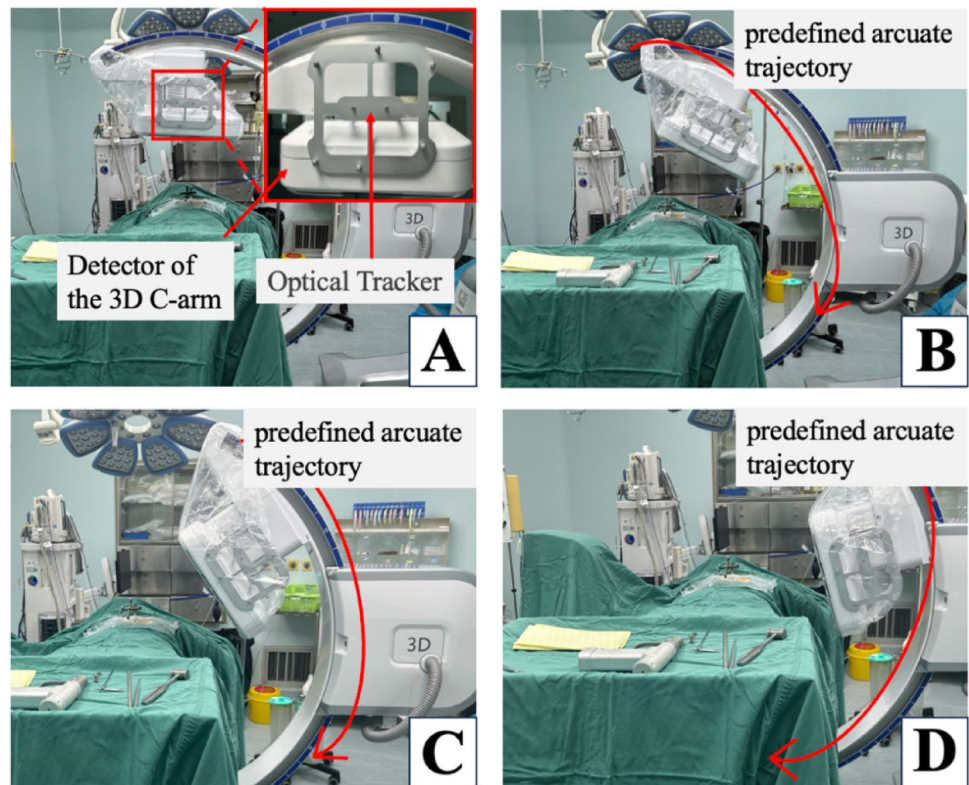 Detector of
the 3D C-arm
Optical Tracker
3D
A
predefined arcuate
trajectory
3D
B
predefined arcuate
trajectory
3D
C
predefined arcuate
trajectory
D